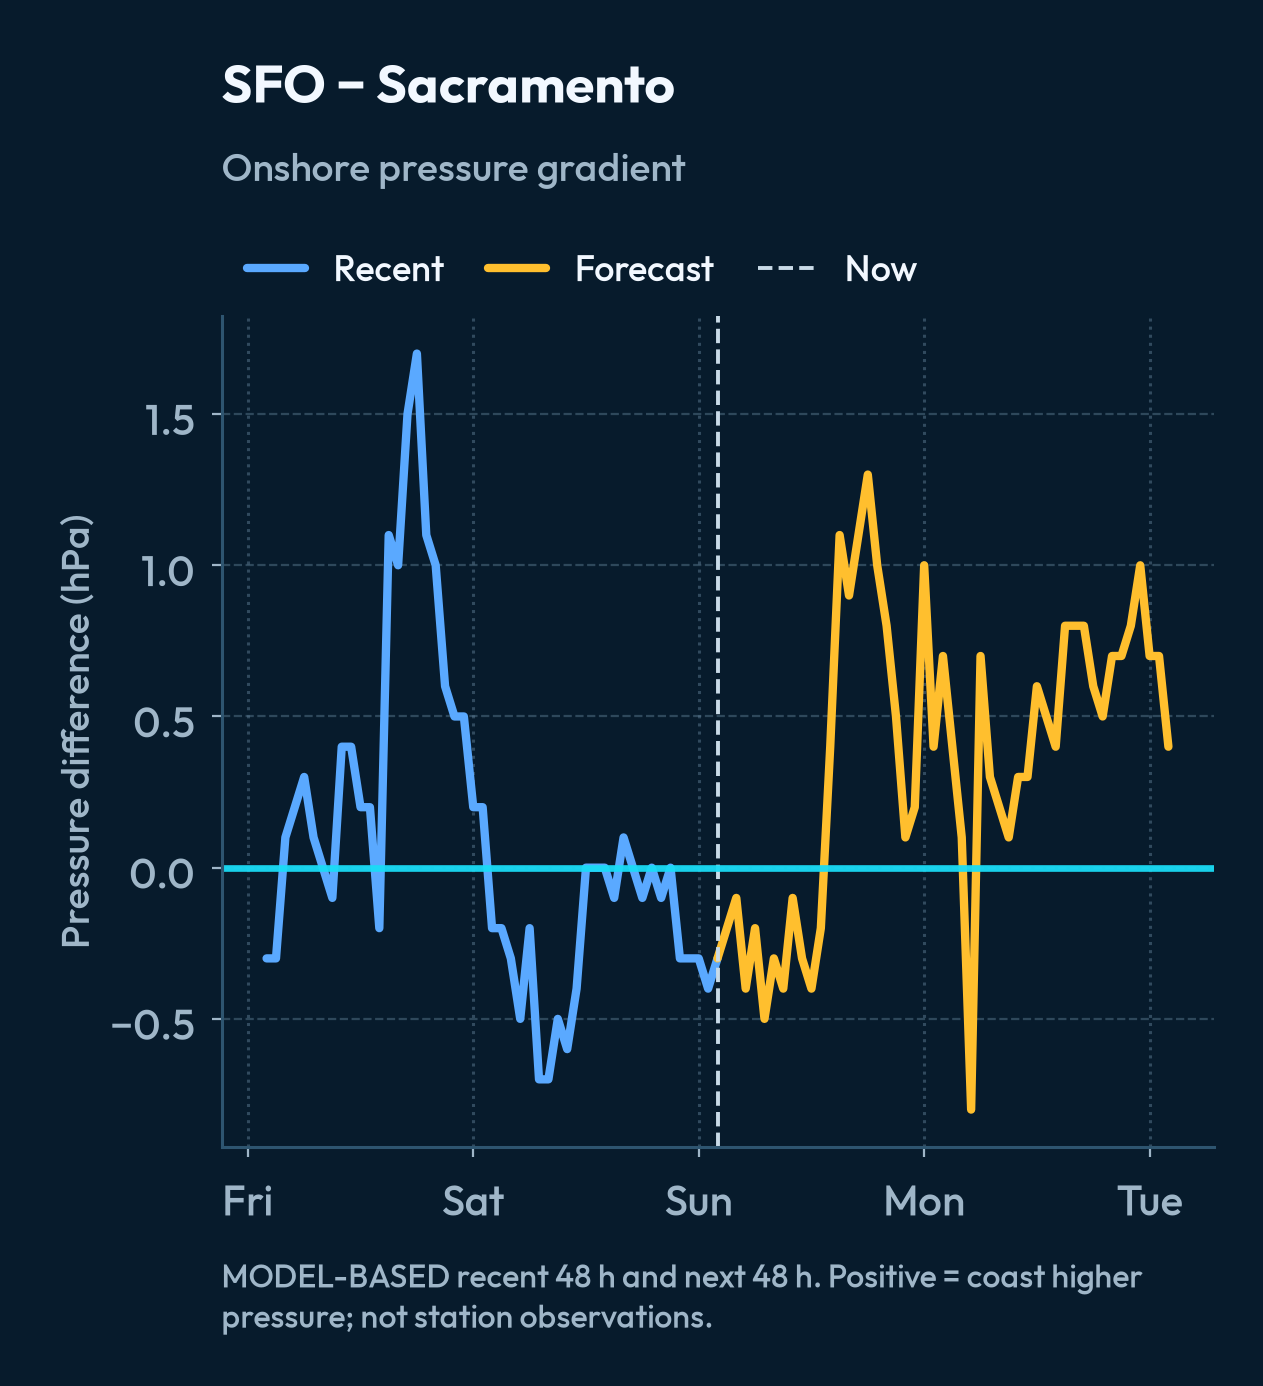 SFO – Sacramento
Onshore pressure gradient
Recent Forecast Now
1.5
1.0
0.5
0.0
−0.5
Pressure difference (hPa)
Fri Sat Sun Mon Tue
MODEL-BASED recent 48 h and next 48 h. Positive = coast higher
pressure; not station observations.